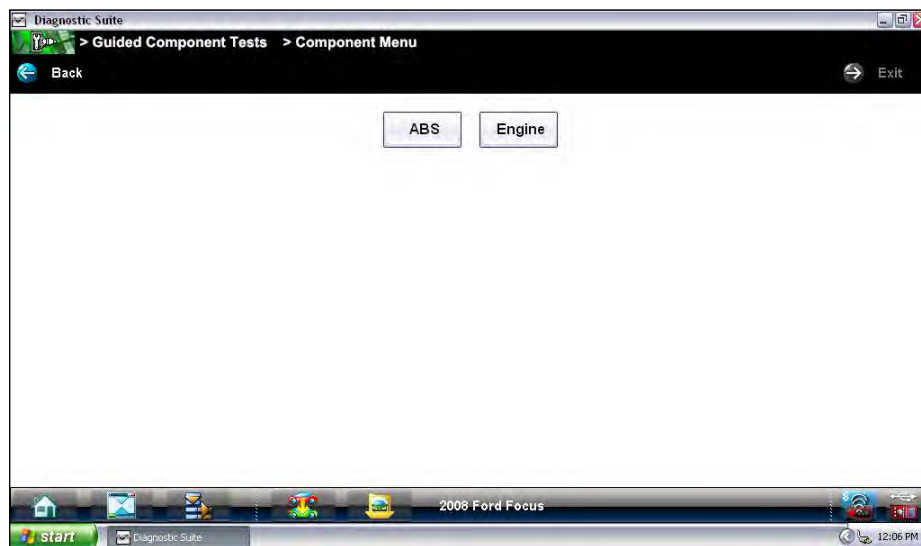 Diagnostic Suite
> Guided Component Tests > Component Menu
Back
Exit
ABS
Engine
2008 Ford Focus
start
Diagnostic Suite
12:06 PM